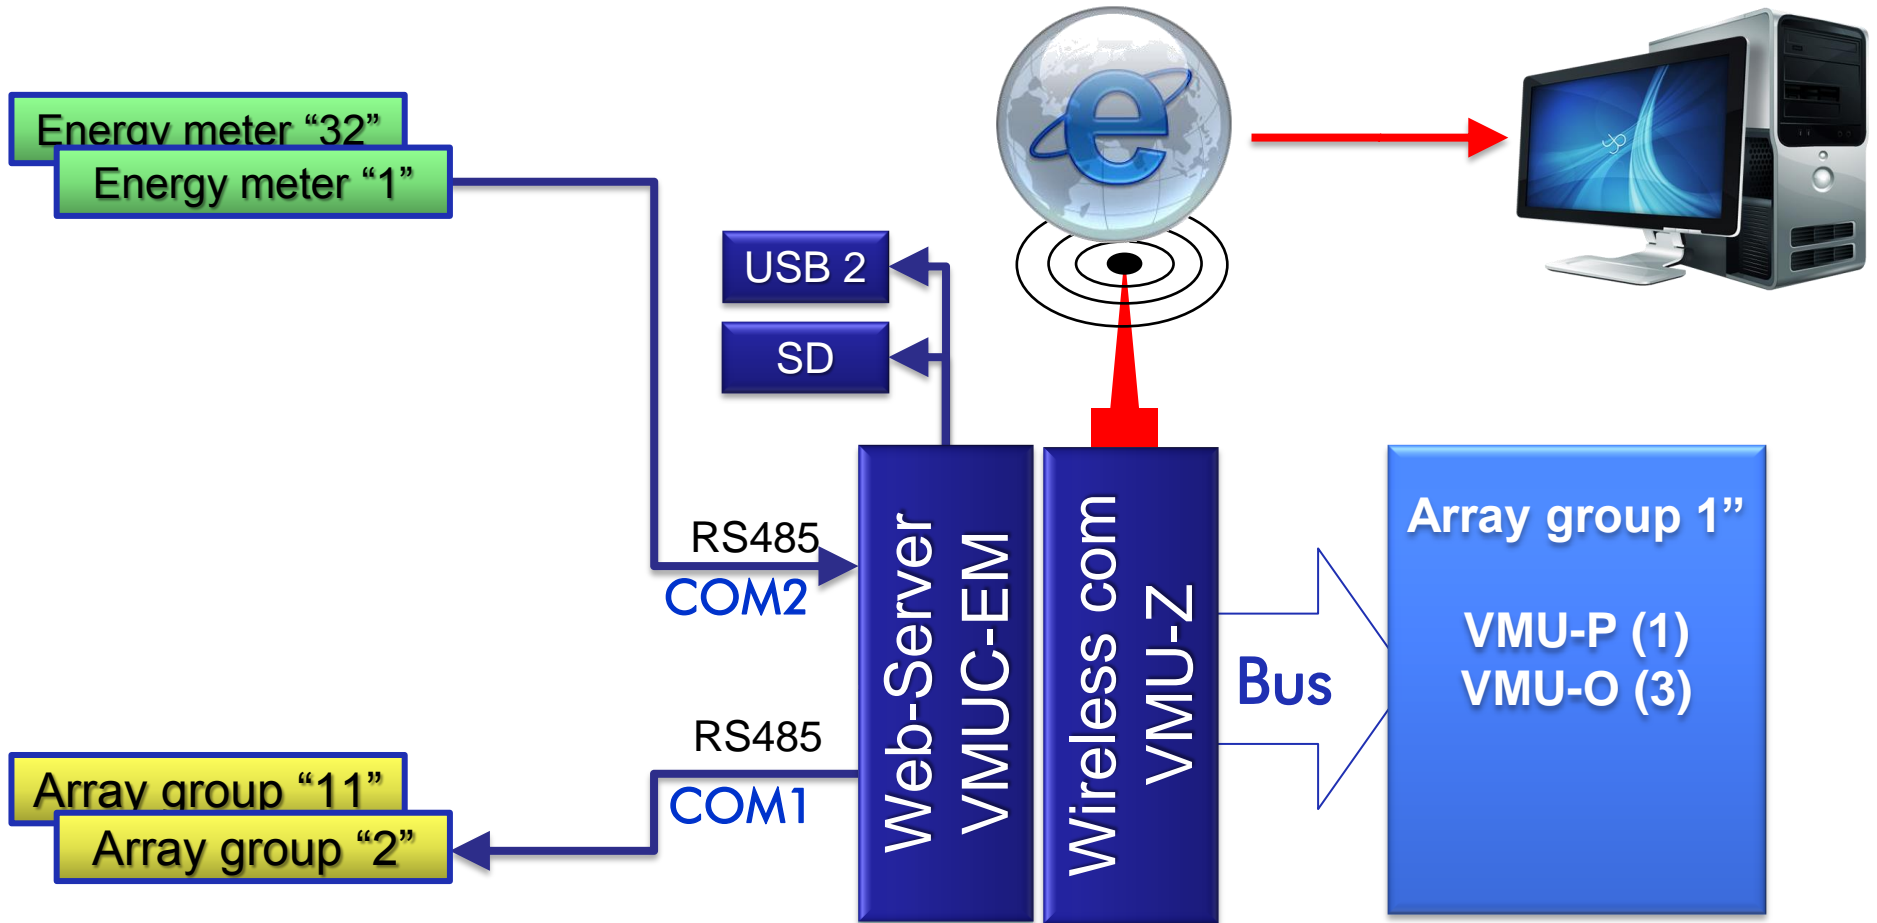 Energy meter “32”
Energy meter “1”
USB 2
SD
RS485
COM2
RS485
COM1
Array group “11”
Array group “2”
Web-Server
VMUC-EM
Wireless com
VMU-Z
Bus
Array group 1”
VMU-P (1)
VMU-O (3)